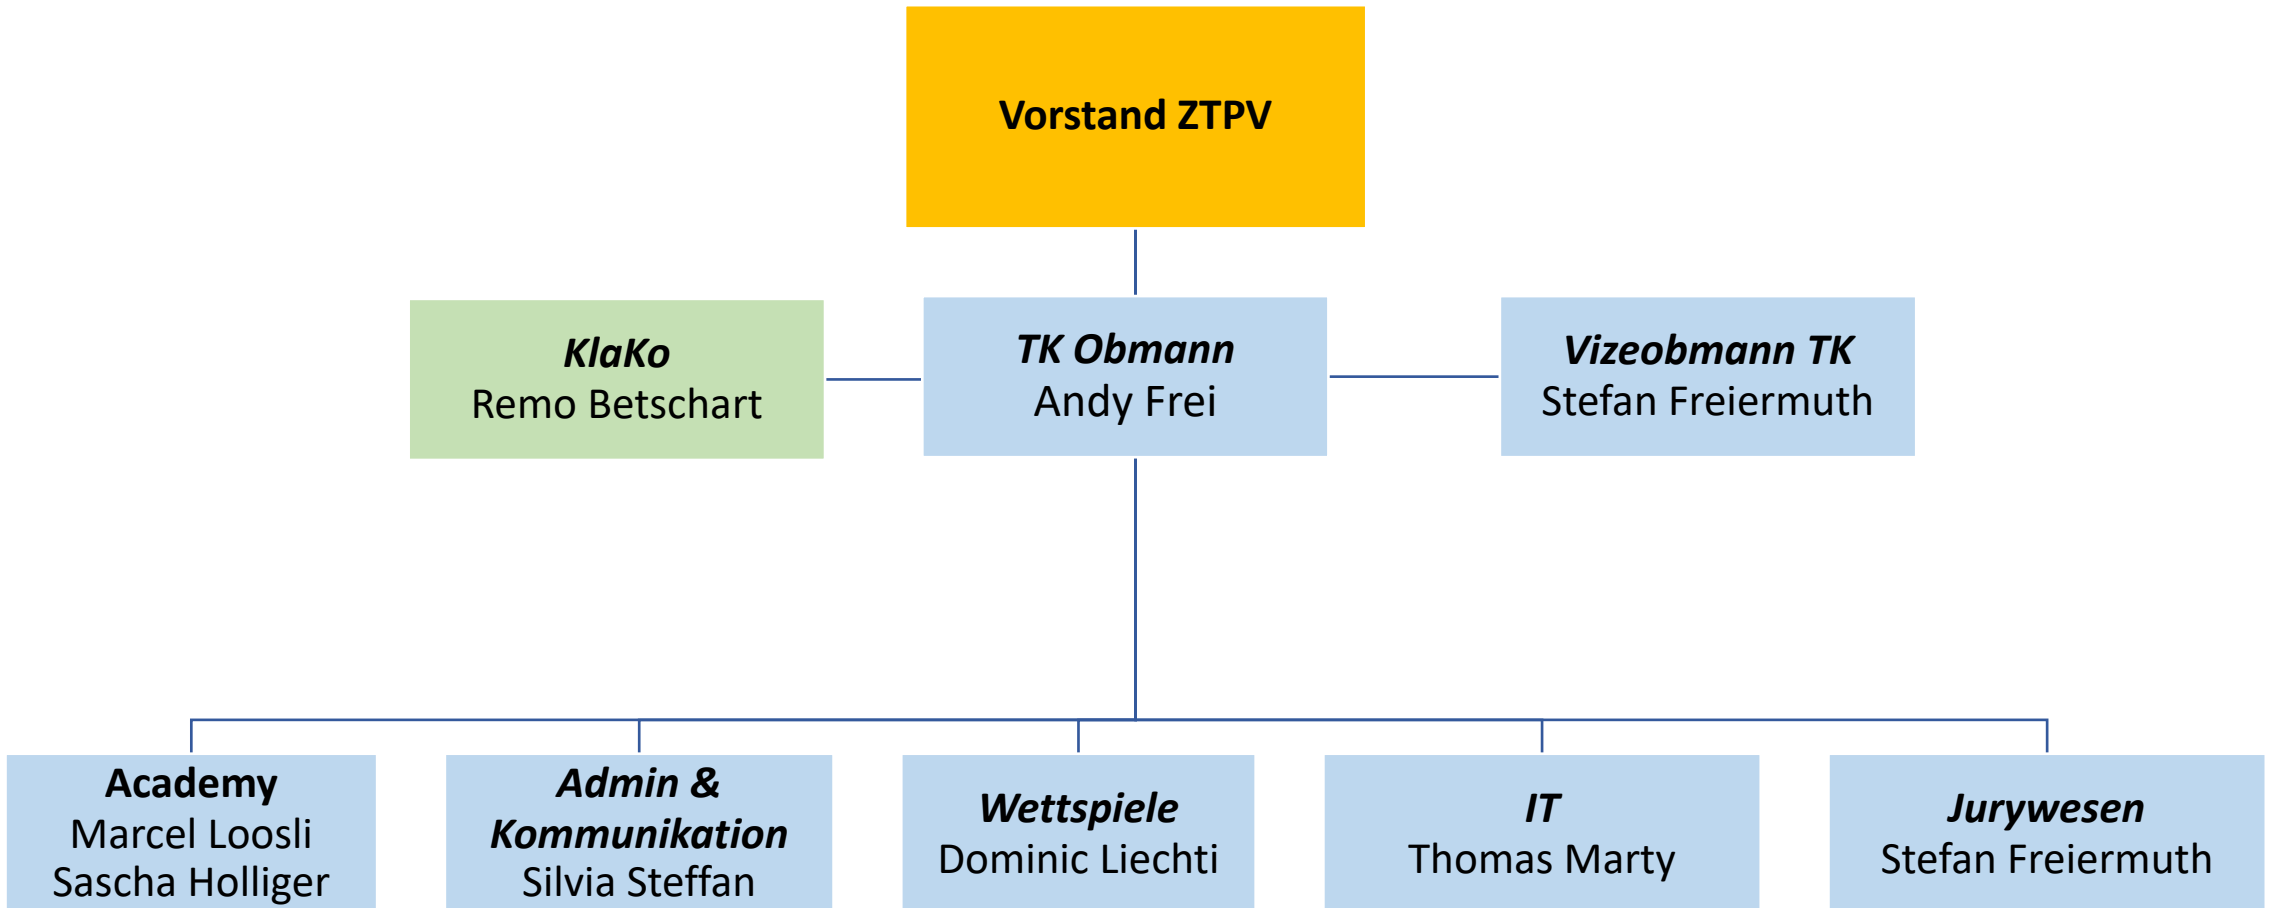 Vorstand ZTPV
KlaKo
Remo Betschart
TK Obmann
Andy Frei
Vizeobmann TK
Stefan Freiermuth
Academy
Marcel Loosli
Sascha Holliger
Admin &
Kommunikation
Silvia Steffan
Wettspiele
Dominic Liechti
IT
Thomas Marty
Jurywesen
Stefan Freiermuth